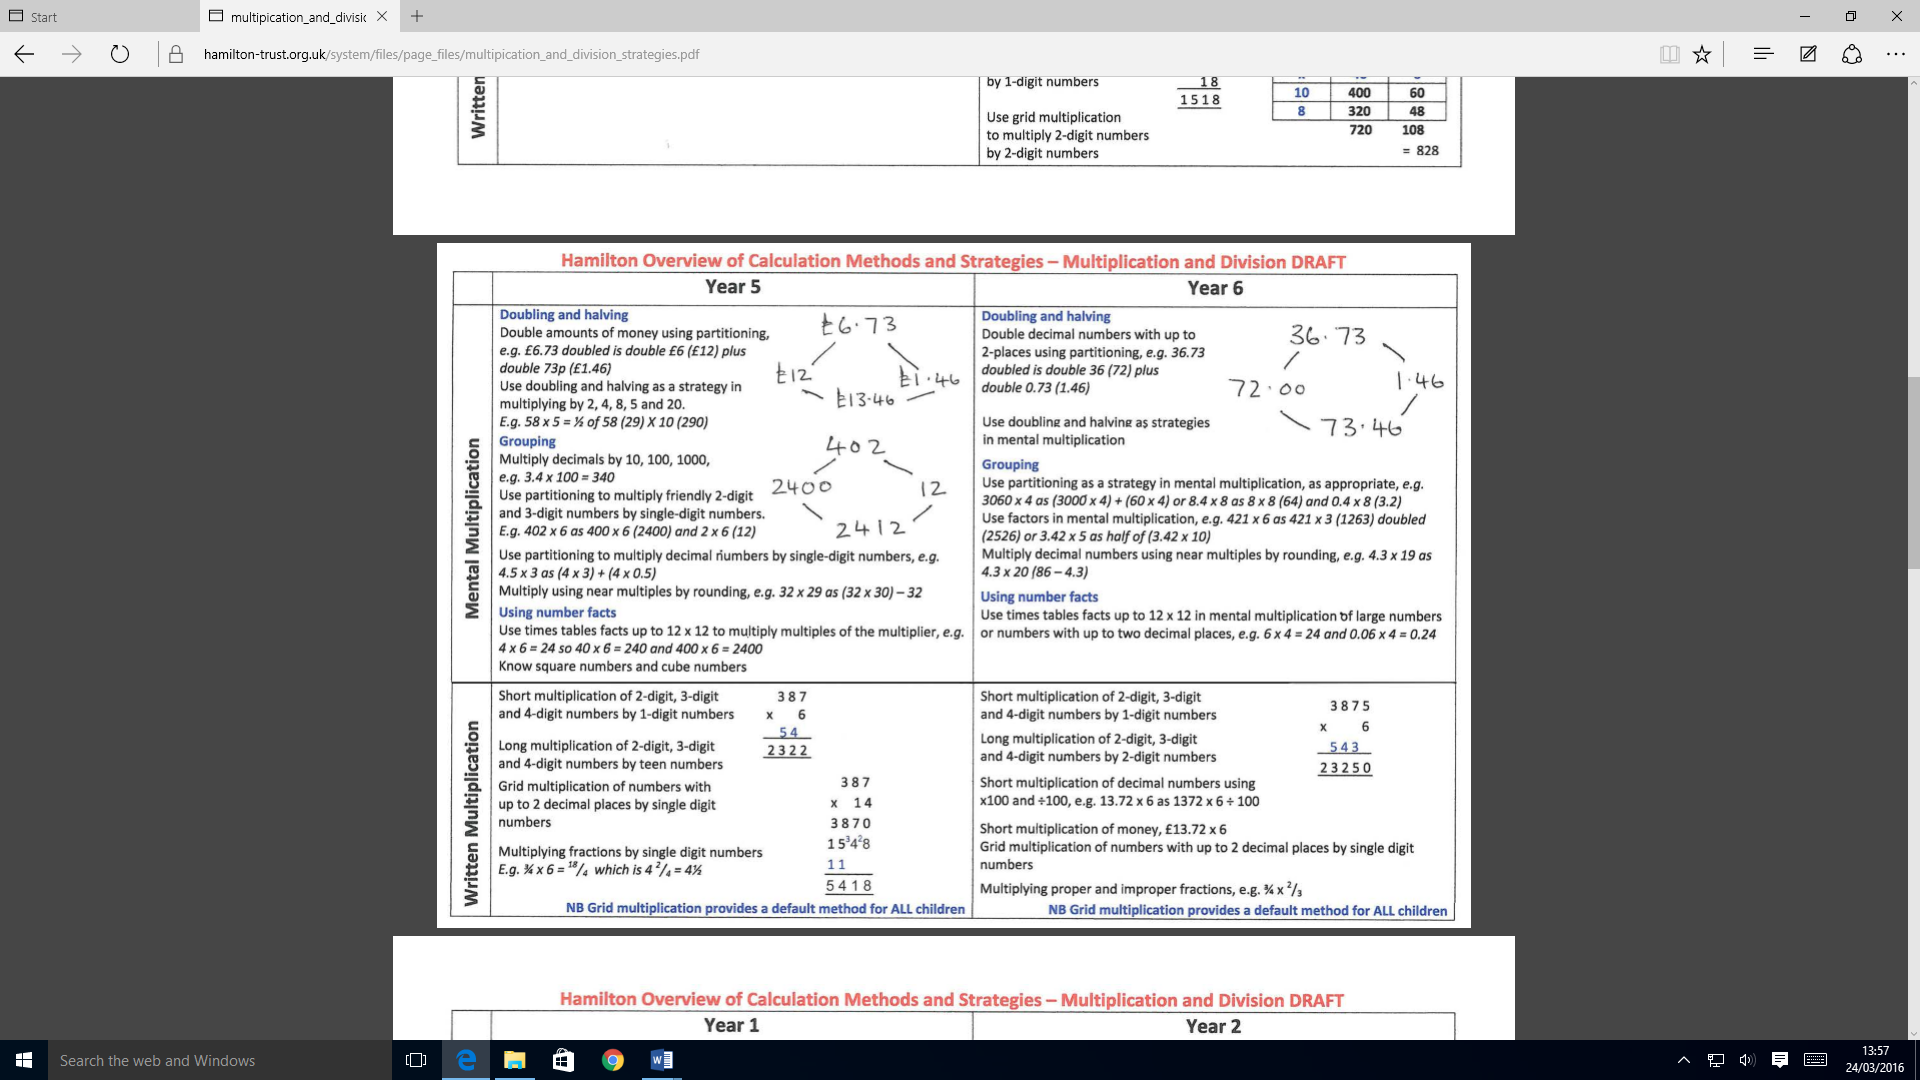 Start
multipication_and_divisic
hamilton-trust.org.uk/system/files/page_files/multipication_and_division_strategies.pdf
Written
by 1-digit numbers
18
1518
Use grid multiplication
to multiply 2-digit numbers
by 2-digit numbers
10 400 60
8 320 48
720 108
= 828
Hamilton Overview of Calculation Methods and Strategies – Multiplication and Division DRAFT
Year 5
Year 6
Mental Multiplication
Doubling and halving
Double amounts of money using partitioning,
e.g. £6.73 doubled is double £6 (£12) plus
double 73p (£1.46)
Use doubling and halving as a strategy in
multiplying by 2, 4, 8, 5 and 20.
E.g. 58 x 5 = ½ of 58 (29) X 10 (290)
£6.73
£12 £1.46
£13.46
Grouping
Multiply decimals by 10, 100, 1000,
e.g. 3.4 x 100 = 340
Use partitioning to multiply friendly 2-digit
and 3-digit numbers by single-digit numbers.
E.g. 402 x 6 as 400 x 6 (2400) and 2 x 6 (12)
402
2400 12
2412
Use partitioning to multiply decimal numbers by single-digit numbers, e.g.
4.5 x 3 as (4 x 3) + (4 x 0.5)
Multiply using near multiples by rounding, e.g. 32 x 29 as (32 x 30) – 32
Using number facts
Use times tables facts up to 12 x 12 to multiply multiples of the multiplier, e.g.
4 x 6 = 24 so 40 x 6 = 240 and 400 x 6 = 2400
Know square numbers and cube numbers
Doubling and halving
Double decimal numbers with up to
2-places using partitioning, e.g. 36.73
doubled is double 36 (72) plus
double 0.73 (1.46)
36.73
72.00 1.46
73.46
Use doubling and halving as strategies
in mental multiplication
Grouping
Use partitioning as a strategy in mental multiplication, as appropriate, e.g.
3060 x 4 as (3000 x 4) + (60 x 4) or 8.4 x 8 as 8 x 8 (64) and 0.4 x 8 (3.2)
Use factors in mental multiplication, e.g. 421 x 6 as 421 x 3 (1263) doubled
(2526) or 3.42 x 5 as half of (3.42 x 10)
Multiply decimal numbers using near multiples by rounding, e.g. 4.3 x 19 as
4.3 x 20 (86 – 4.3)
Using number facts
Use times tables facts up to 12 x 12 in mental multiplication of large numbers
or numbers with up to two decimal places, e.g. 6 x 4 = 24 and 0.06 x 4 = 0.24
Written Multiplication
Short multiplication of 2-digit, 3-digit
and 4-digit numbers by 1-digit numbers
Long multiplication of 2-digit, 3-digit
and 4-digit numbers by teen numbers
Grid multiplication of numbers with
up to 2 decimal places by single digit
numbers
Multiplying fractions by single digit numbers
E.g. ¾ x 6 = 18/4 which is 4 2/4 = 4½
387
x 6
54
2322
387
x 14
3870
15³4²8
11
5418
NB Grid multiplication provides a default method for ALL children
Short multiplication of 2-digit, 3-digit
and 4-digit numbers by 1-digit numbers
Long multiplication of 2-digit, 3-digit
and 4-digit numbers by 2-digit numbers
3875
x 6
543
23250
Short multiplication of decimal numbers using
x100 and ÷100, e.g. 13.72 x 6 as 1372 x 6 ÷ 100
Short multiplication of money, £13.72 x 6
Grid multiplication of numbers with up to 2 decimal places by single digit
numbers
Multiplying proper and improper fractions, e.g. ¾ x 2/3
NB Grid multiplication provides a default method for ALL children
Hamilton Overview of Calculation Methods and Strategies – Multiplication and Division DRAFT
Year 1
Year 2
Search the web and Windows
13:57
24/03/2016